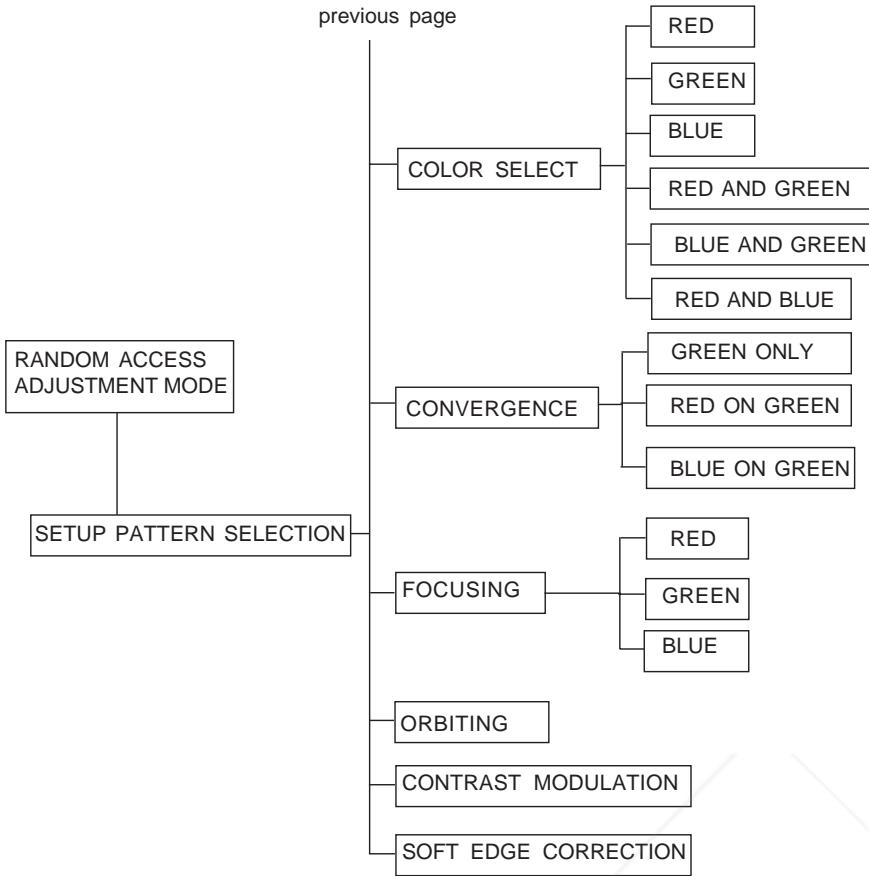 previous page
RED
GREEN
BLUE
COLOR SELECT
RED AND GREEN
BLUE AND GREEN
RED AND BLUE
RANDOM ACCESS
ADJUSTMENT MODE
GREEN ONLY
CONVERGENCE
RED ON GREEN
BLUE ON GREEN
SETUP PATTERN SELECTION
RED
FOCUSING
GREEN
BLUE
ORBITING
CONTRAST MODULATION
SOFT EDGE CORRECTION